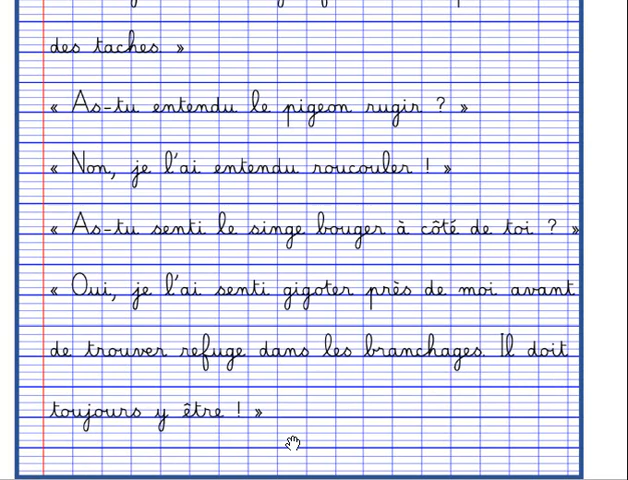 des taches. »
« As-tu entendu le pigeon rugir ? »
« Non, je l'ai entendu roucouler ! »
« As-tu senti le singe bouger à côté de toi ? »
« Oui, je l'ai senti gigoter près de moi avant
de trouver refuge dans les branchages. Il doit
toujours y être ! »